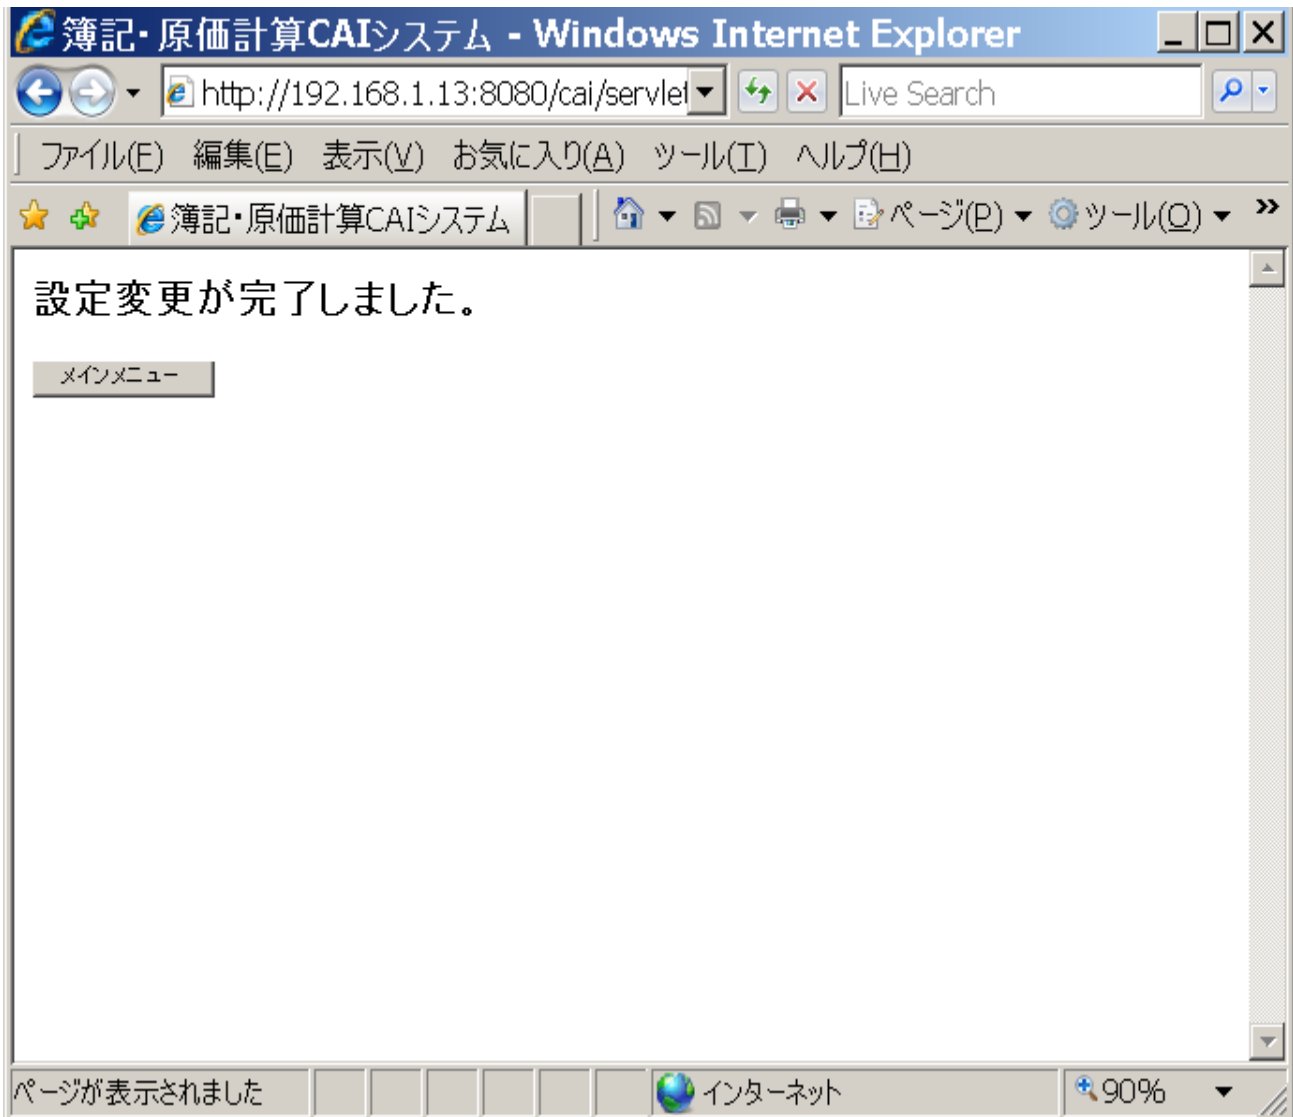 簿記・原価計算CAIシステム - Windows Internet Explorer
http://192.168.1.13:8080/cai/servlet
Live Search
ファイル(F) 編集(E) 表示(V) お気に入り(A) ツール(T) ヘルプ(H)
簿記・原価計算CAIシステム ページ(P) ツール(O) »
設定変更が完了しました。
メインメニュー
ページが表示されました インターネット 90%